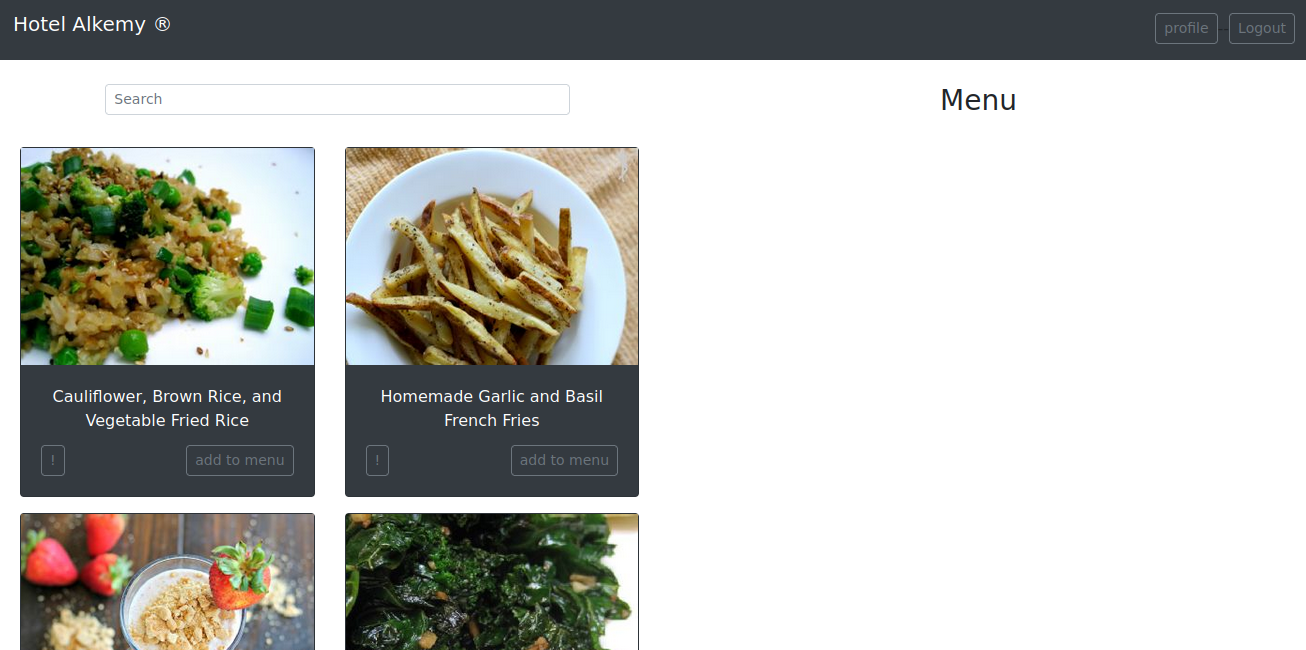 Hotel Alkemy ®
profile
Logout
Search
Menu
Cauliflower, Brown Rice, and
Vegetable Fried Rice
!
add to menu
Homemade Garlic and Basil
French Fries
!
add to menu